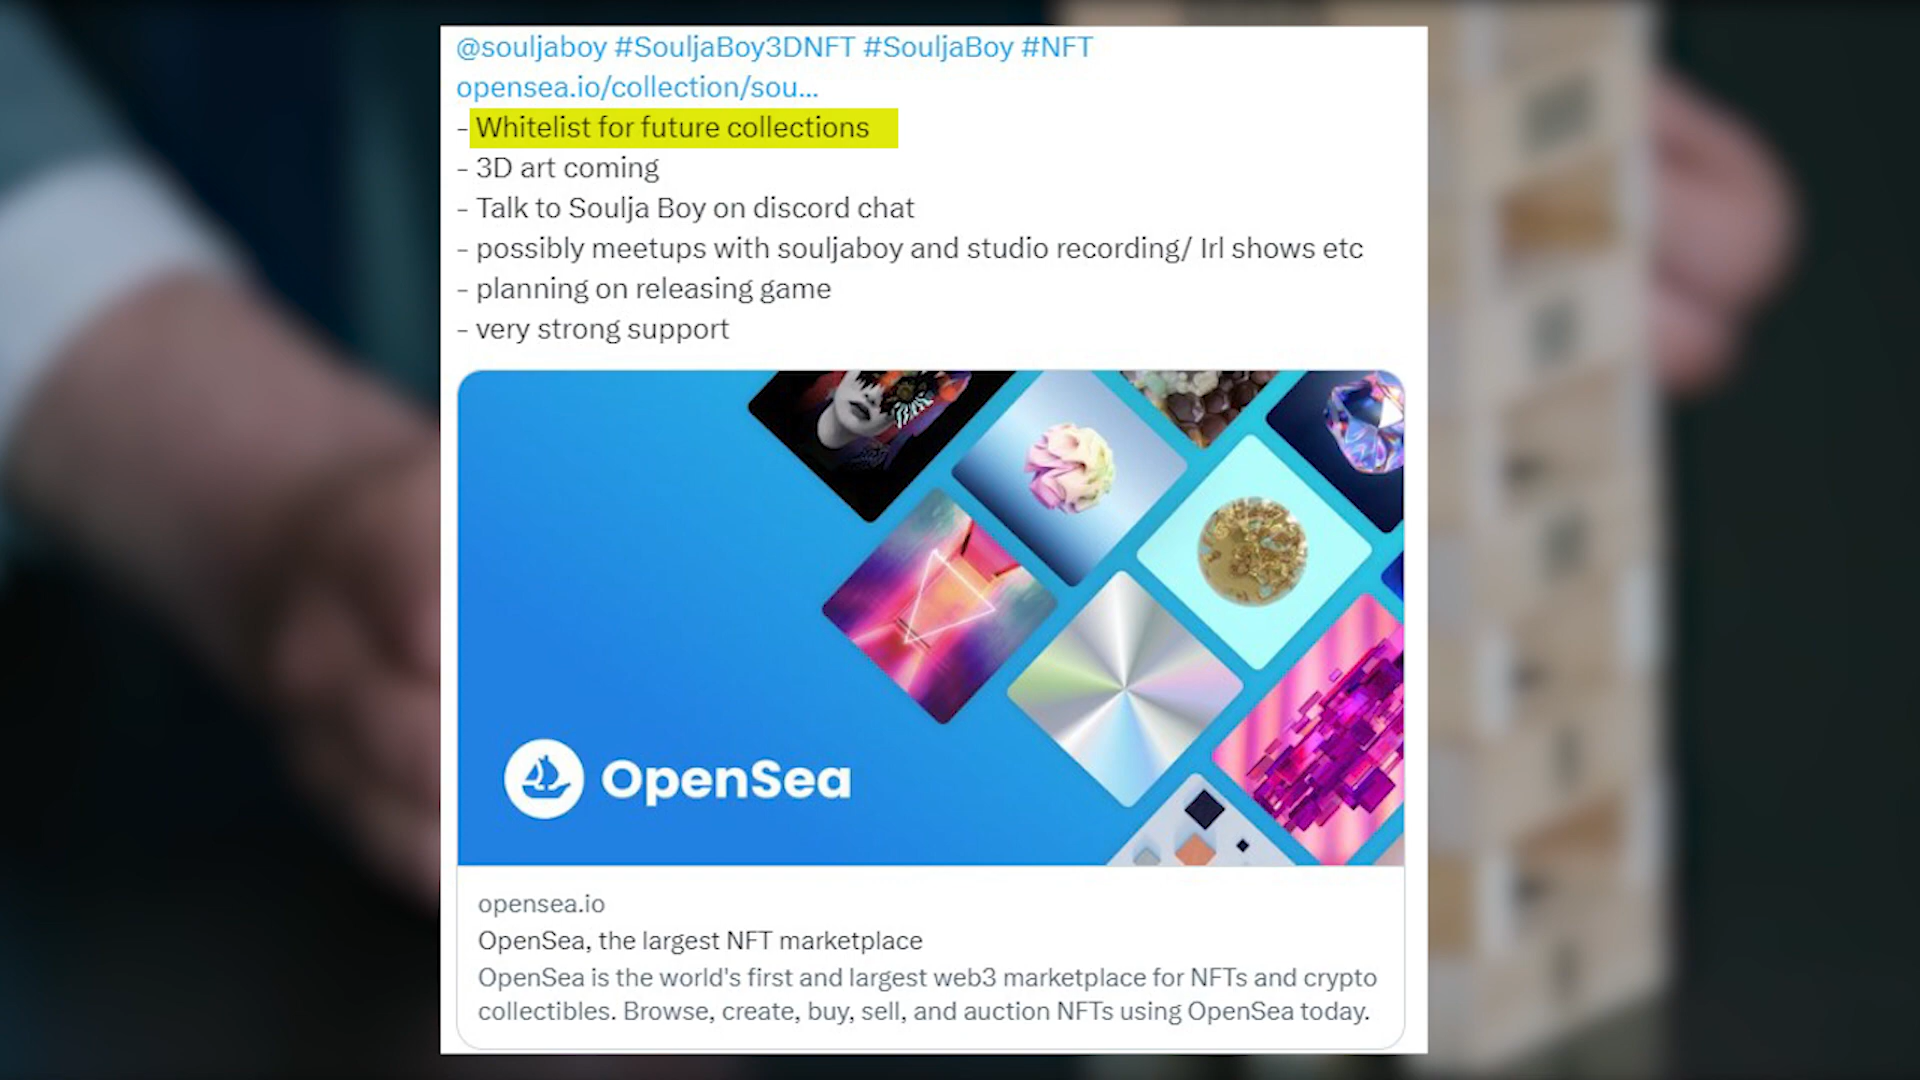 @souljaboy #SouljaBoy3DNFT #SouljaBoy #NFT
opensea.io/collection/sou...
- Whitelist for future collections
- 3D art coming
- Talk to Soulja Boy on discord chat
- possibly meetups with souljaboy and studio recording/ Irl shows etc
- planning on releasing game
- very strong support
OpenSea
opensea.io
OpenSea, the largest NFT marketplace
OpenSea is the world's first and largest web3 marketplace for NFTs and crypto
collectibles. Browse, create, buy, sell, and auction NFTs using OpenSea today.